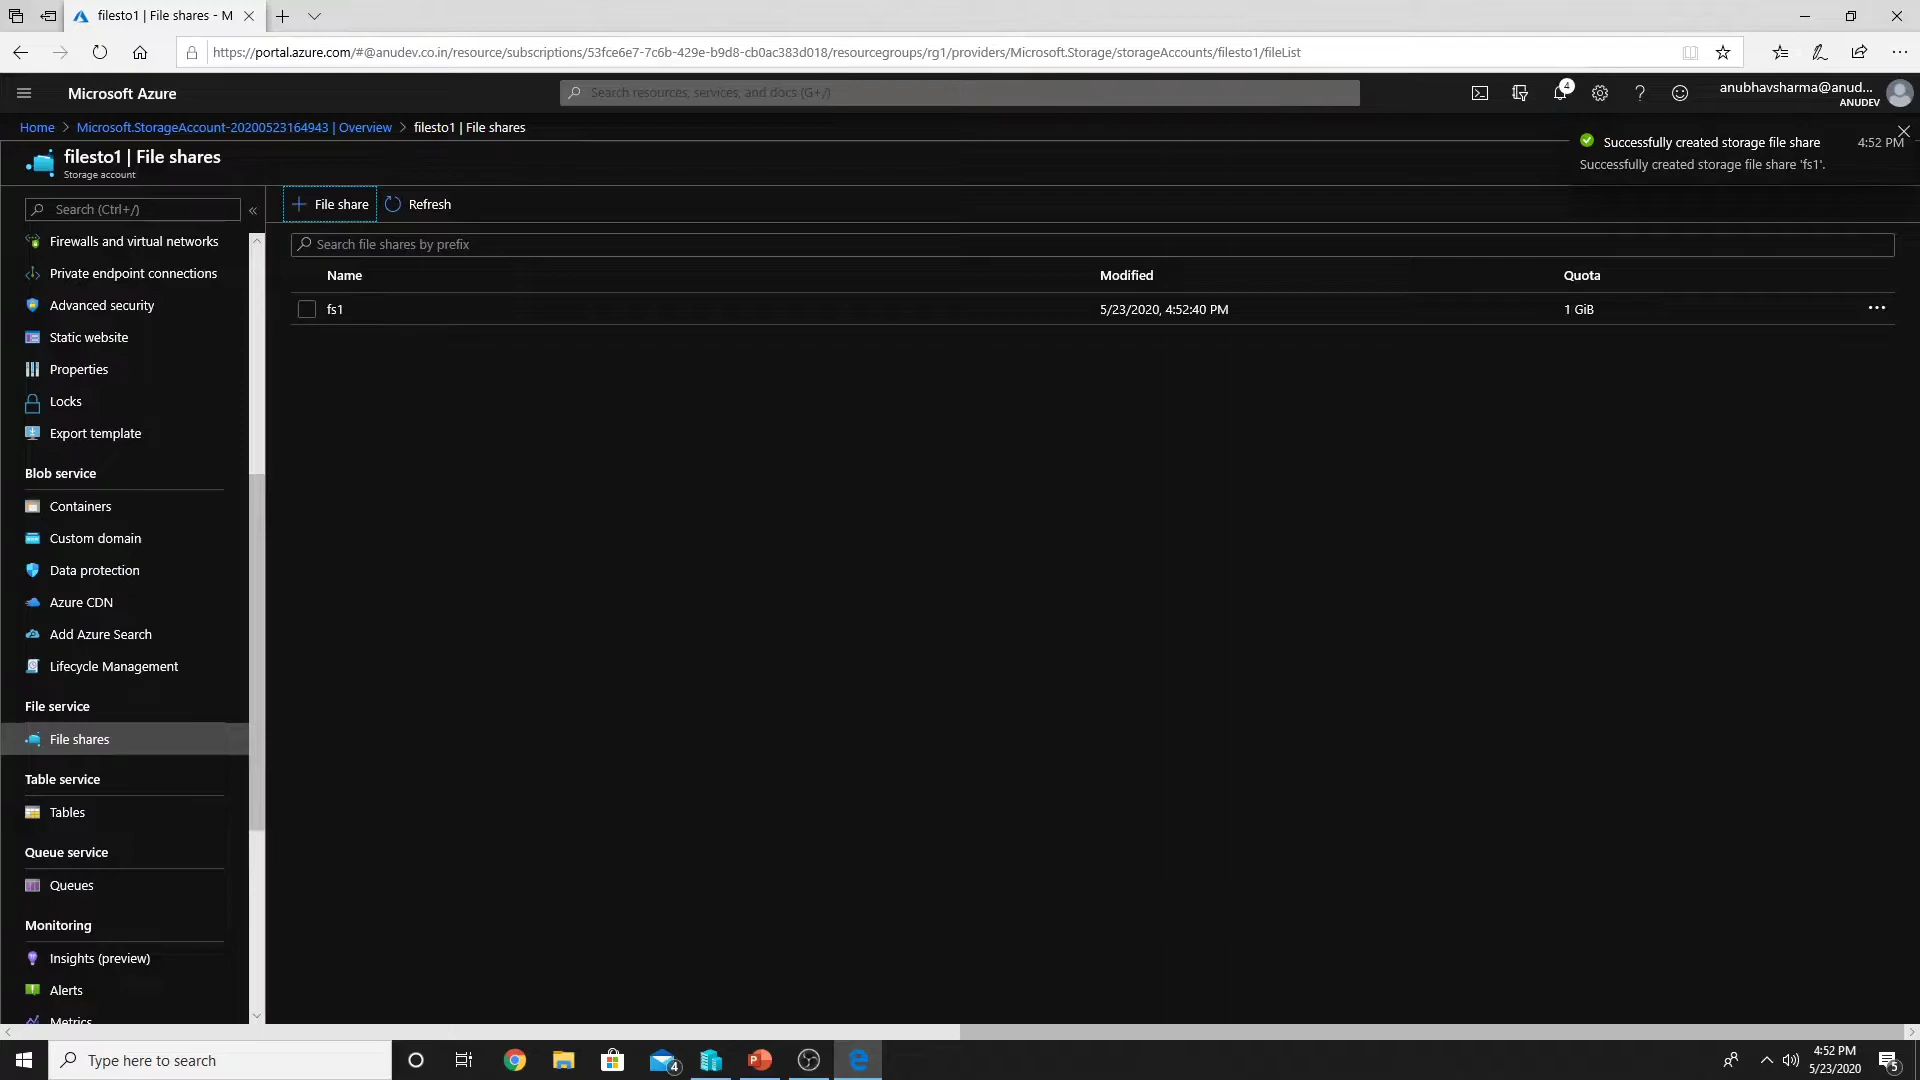 filesto1 | File shares - M
https://portal.azure.com/#@anudev.co.in/resource/subscriptions/53fce6e7-7c6b-429e-b9d8-cb0ac383d018/resourcegroups/rg1/providers/Microsoft.Storage/storageAccounts/filesto1/fileList
Microsoft Azure
Search resources, services, and docs (G+/)
4
anubhavsharma@anud...
ANUDEV
Home > Microsoft.StorageAccount-20200523164943 | Overview > filesto1 | File shares
Successfully created storage file share
4:52 PM
Successfully created storage file share 'fs1'.
filesto1 | File shares
Storage account
Search (Ctrl+/)
«
File share
Refresh
Search file shares by prefix
Name Modified Quota
fs1 5/23/2020, 4:52:40 PM 1 GiB
Firewalls and virtual networks
Private endpoint connections
Advanced security
Static website
Properties
Locks
Export template
Blob service
Containers
Custom domain
Data protection
Azure CDN
Add Azure Search
Lifecycle Management
File service
File shares
Table service
Tables
Queue service
Queues
Monitoring
Insights (preview)
Alerts
Metrics
Type here to search
4
4:52 PM
5/23/2020
5